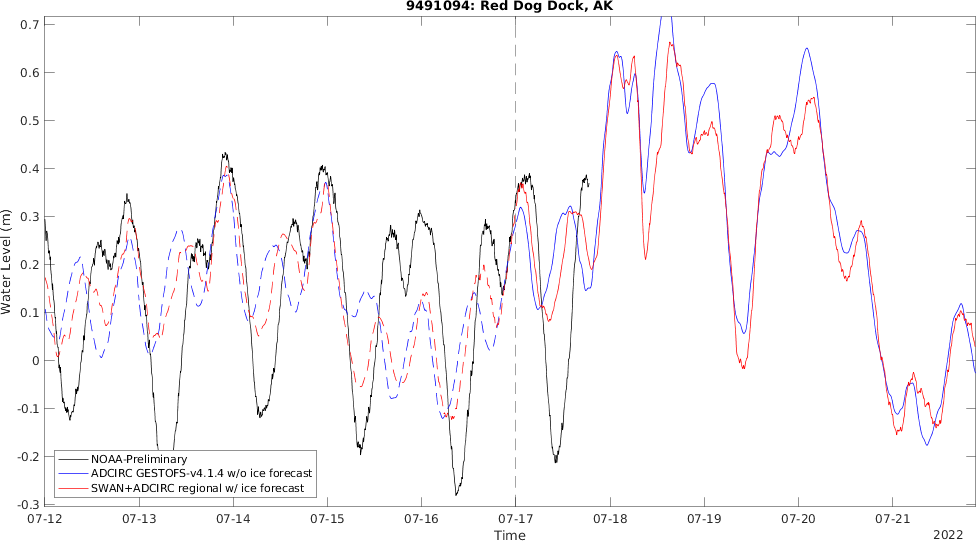 9491094: Red Dog Dock, AK
0.7
0.6
0.5
0.4
0.3
0.2
0.1
0
-0.1
-0.2
-0.3
Water Level (m)
NOAA-Preliminary
ADCIRC GESTOFS-v4.1.4 w/o ice forecast
SWAN+ADCIRC regional w/ ice forecast
07-12 07-13 07-14 07-15 07-16 07-17 07-18 07-19 07-20 07-21
Time
2022